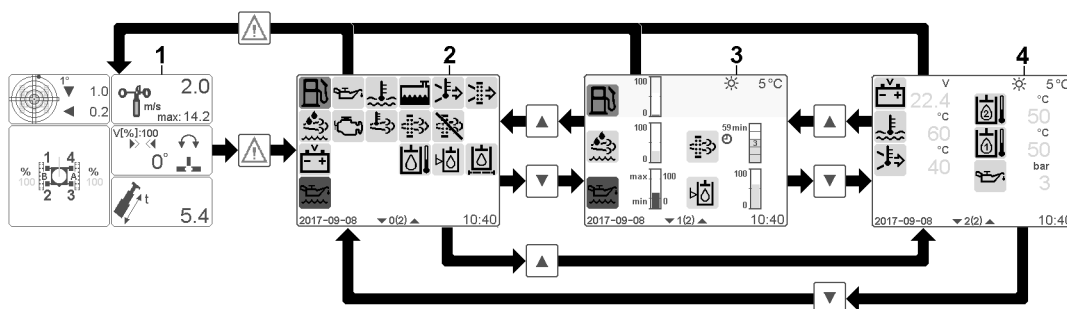 1
2
3
4
1°
1.0
0.2
2.0
m/s
max: 14.2
%
100
1 4
B A
2 3
%
100
V[%]:100
0°
t
5.4
V
2017-09-08
0(2)
10:40
5°C
100
0
100
0
59min
3
max.
min
100
0
100
0
2017-09-08
1(2)
10:40
5°C
V
22.4
°C
60
°C
40
2
°C
50
1
°C
50
bar
3
2017-09-08
2(2)
10:40